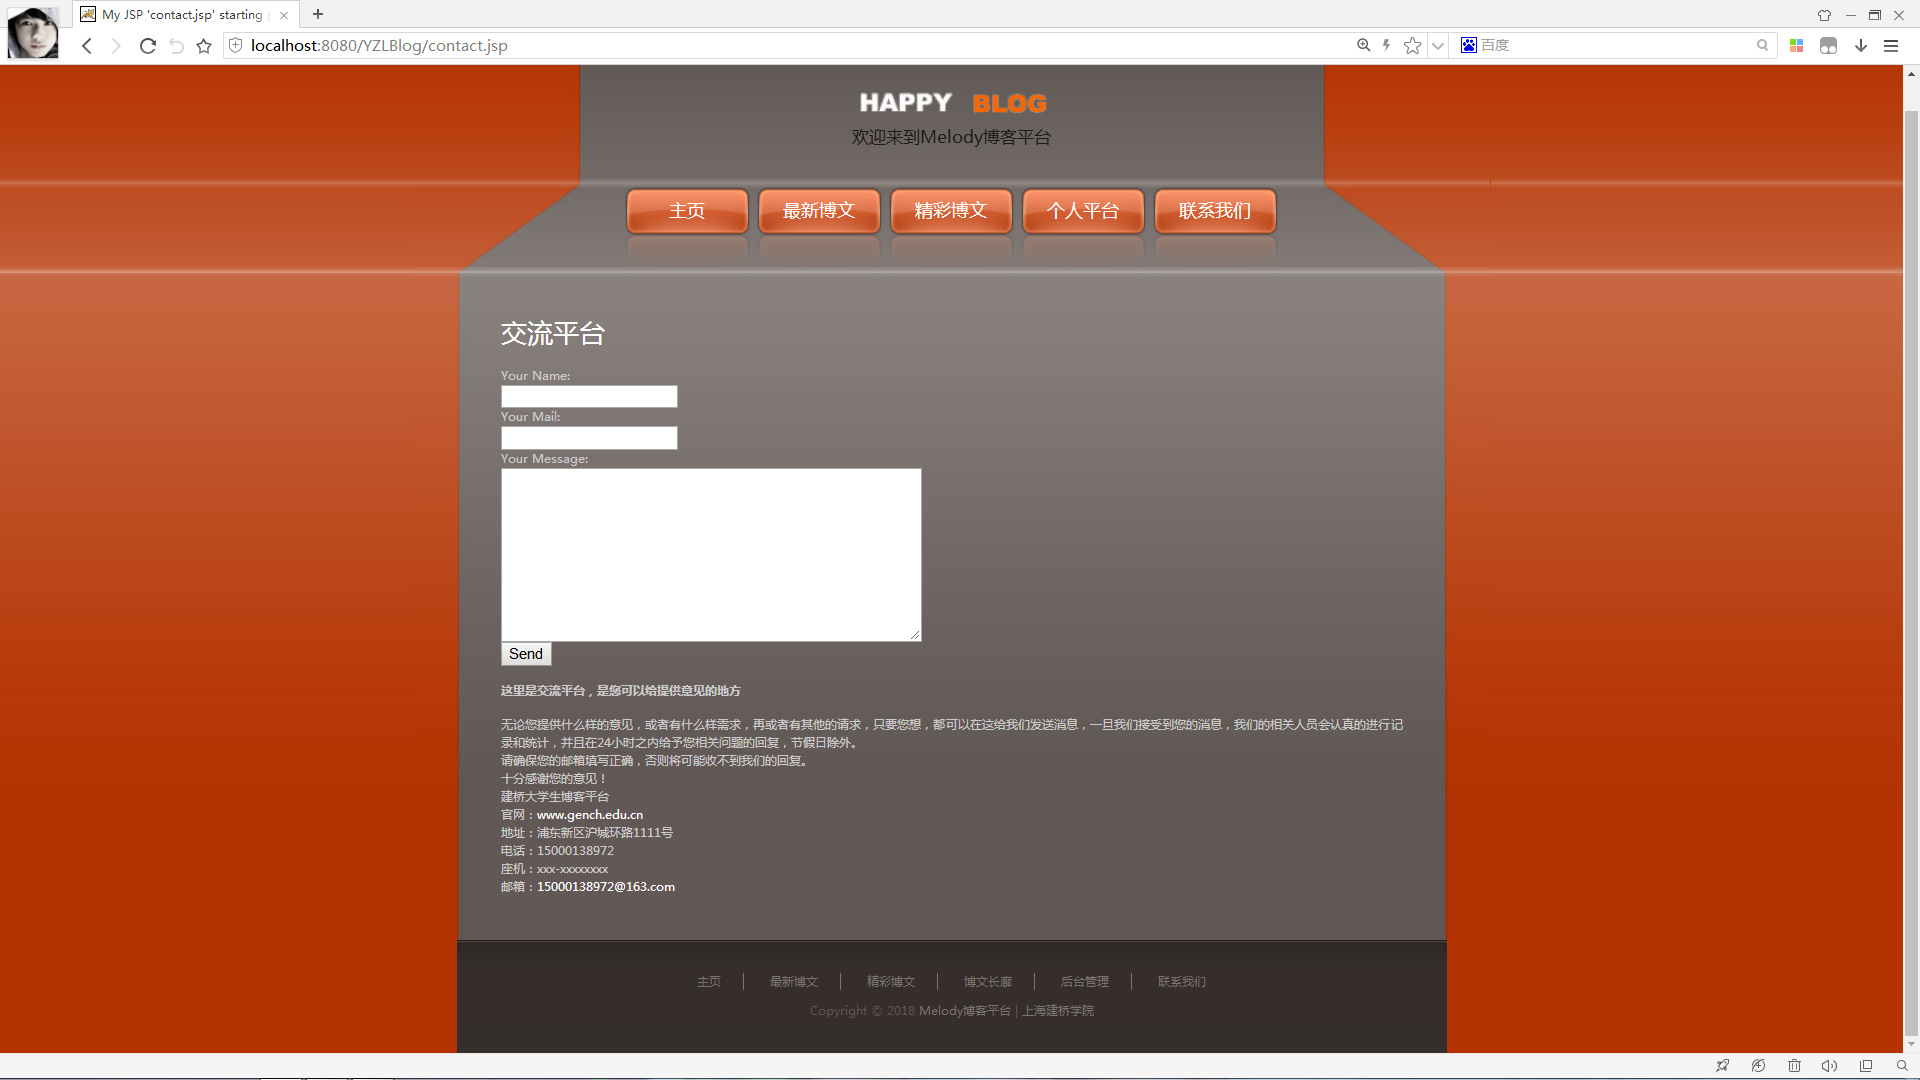 My JSP 'contact.jsp' starting
localhost:8080/YZLBlog/contact.jsp
百度
HAPPY BLOG
欢迎来到Melody博客平台
主页 最新博文 精彩博文 个人平台 联系我们
交流平台
Your Name:
Your Mail:
Your Message:
Send
这里是交流平台，是您可以给提供意见的地方
无论您提供什么样的意见，或者有什么样需求，再或者有其他的请求，只要您想，都可以在这给我们发送消息，一旦我们接受到您的消息，我们的相关人员会认真的进行记
录和统计，并且在24小时之内给予您相关问题的回复，节假日除外。
请确保您的邮箱填写正确，否则将可能收不到我们的回复。
十分感谢您的意见！
建桥大学生博客平台
官网：www.gench.edu.cn
地址：浦东新区沪城环路1111号
电话：15000138972
座机：xxx-xxxxxxxx
邮箱：15000138972@163.com
主页 最新博文 精彩博文 博文长廊 后台管理 联系我们
Copyright © 2018 Melody博客平台 | 上海建桥学院